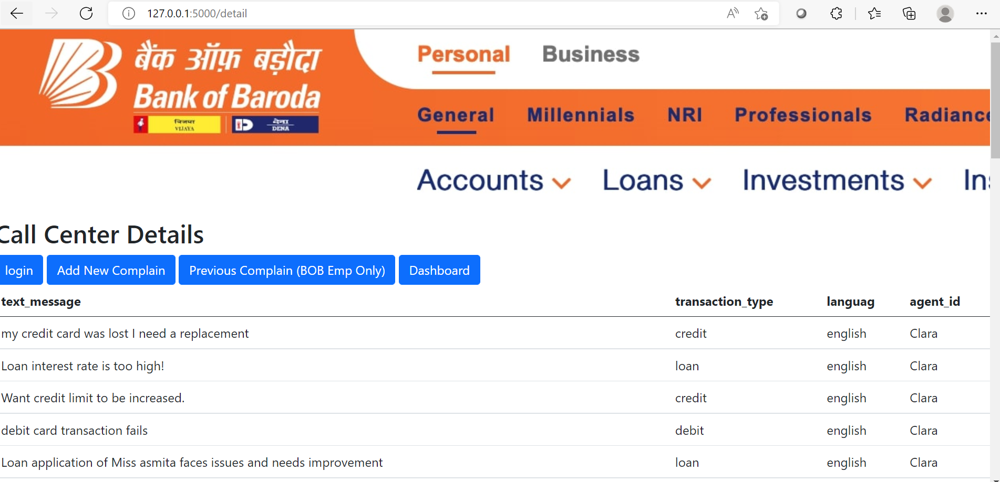 127.0.0.1:5000/detail
बैंक ऑफ़ बड़ौदा
Bank of Baroda
विजया
VIJAYA
देना
DENA
Personal Business
General Millennials NRI Professionals Radiance
Accounts Loans Investments Ins
Call Center Details
login Add New Complain Previous Complain (BOB Emp Only) Dashboard
text_message transaction_type languag agent_id
my credit card was lost I need a replacement credit english Clara
Loan interest rate is too high! loan english Clara
Want credit limit to be increased. credit english Clara
debit card transaction fails debit english Clara
Loan application of Miss asmita faces issues and needs improvement loan english Clara